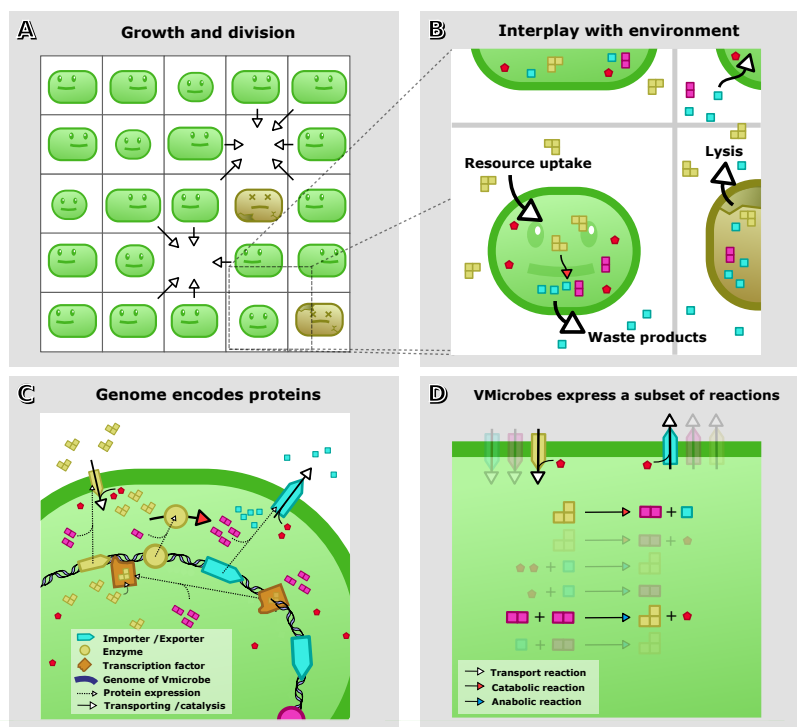 A Growth and division
B Interplay with environment
Resource uptake
Lysis
Waste products
C Genome encodes proteins
Importer /Exporter
Enzyme
Transcription factor
Genome of Vmicrobe
Protein expression
Transporting /catalysis
D VMicrobes express a subset of reactions
+
+
+
+
+ +
+
Transport reaction
Catabolic reaction
Anabolic reaction